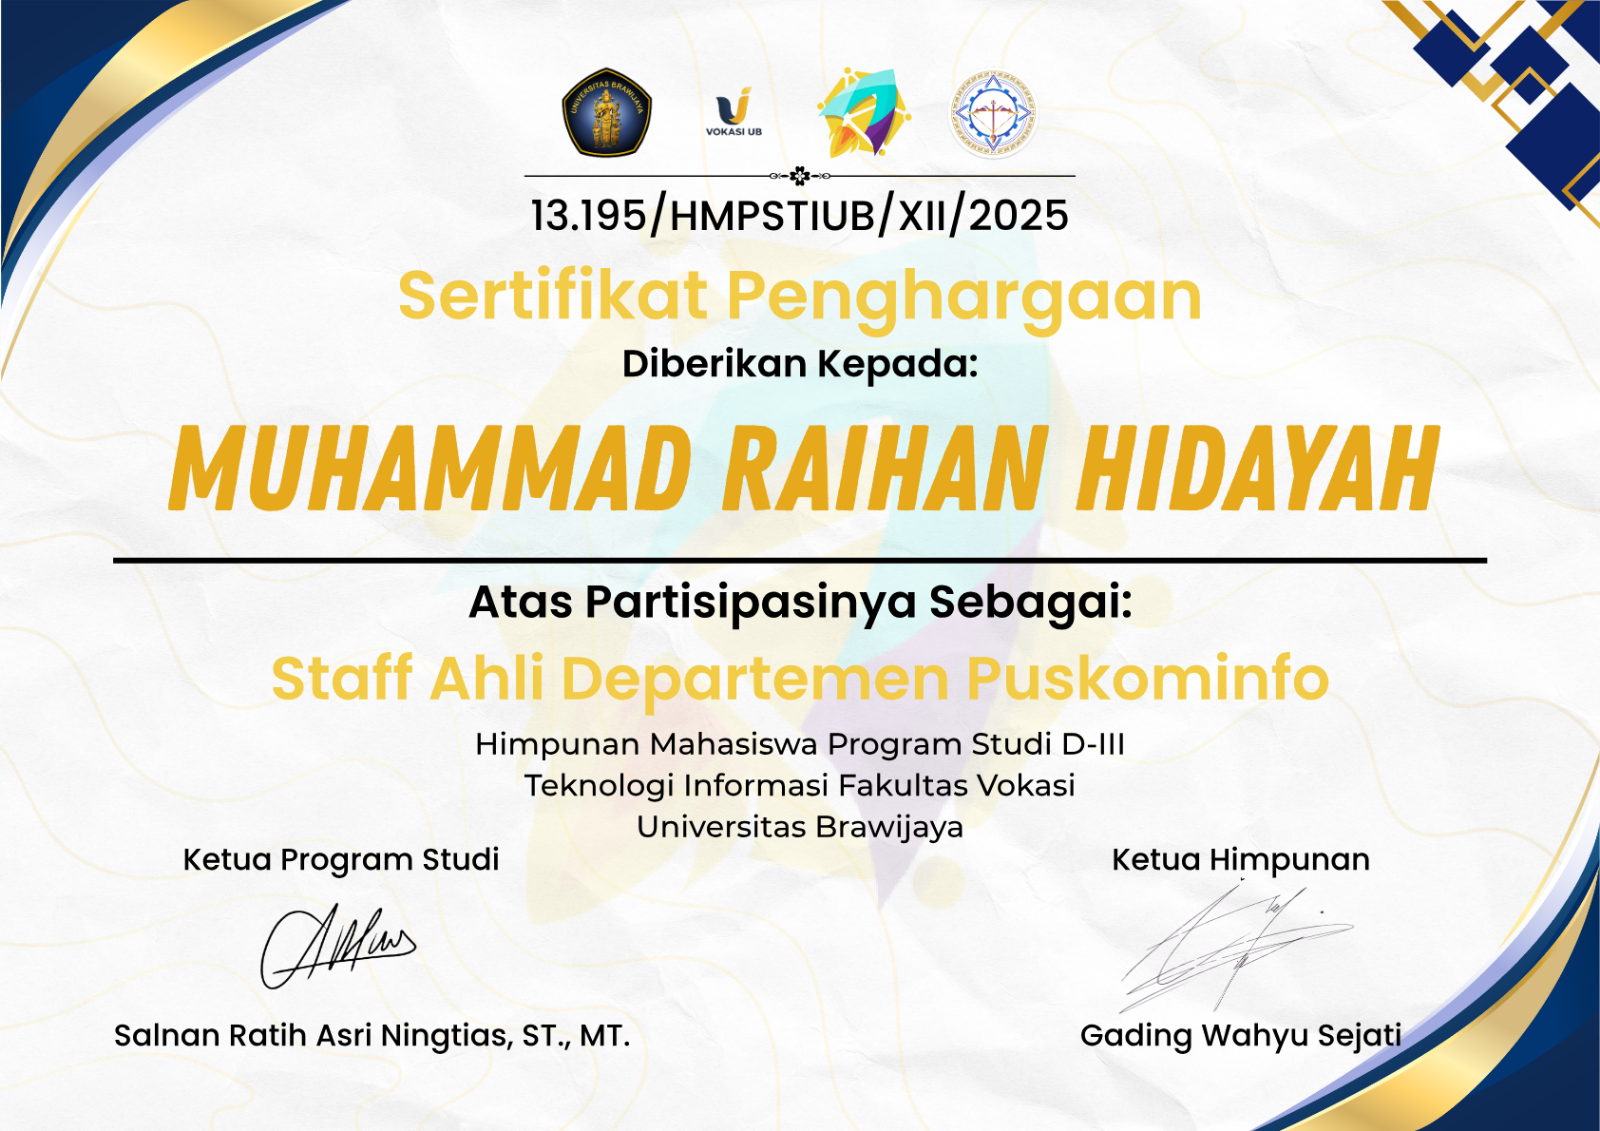 UNIVERSITAS BRAWIJAYA
VOKASI UB
13.195/HMPSTIUB/XII/2025
Sertifikat Penghargaan
Diberikan Kepada:
MUHAMMAD RAIHAN HIDAYAH
Atas Partisipasinya Sebagai:
Staff Ahli Departemen Puskominfo
Himpunan Mahasiswa Program Studi D-III
Teknologi Informasi Fakultas Vokasi
Universitas Brawijaya
Ketua Program Studi
Ketua Himpunan
Salnan Ratih Asri Ningtias, ST., MT.
Gading Wahyu Sejati